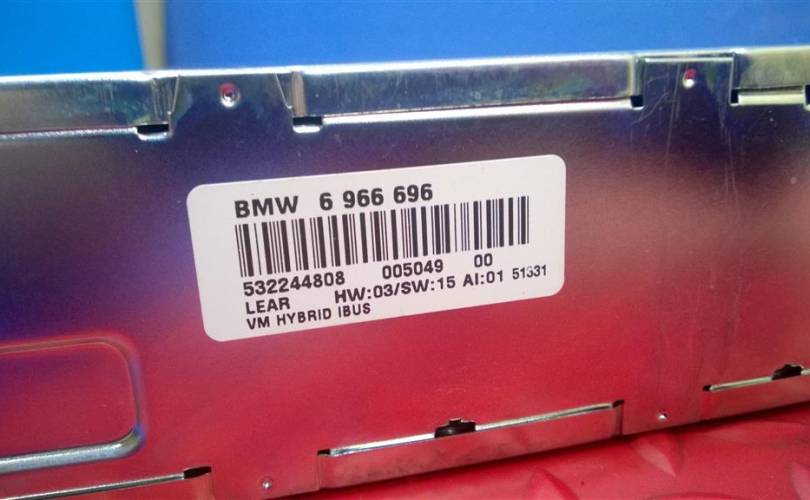 BMW 6 966 696
532244808 005049 00
LEAR HW:03/SW:15 AI:01 51331
VM HYBRID IBUS